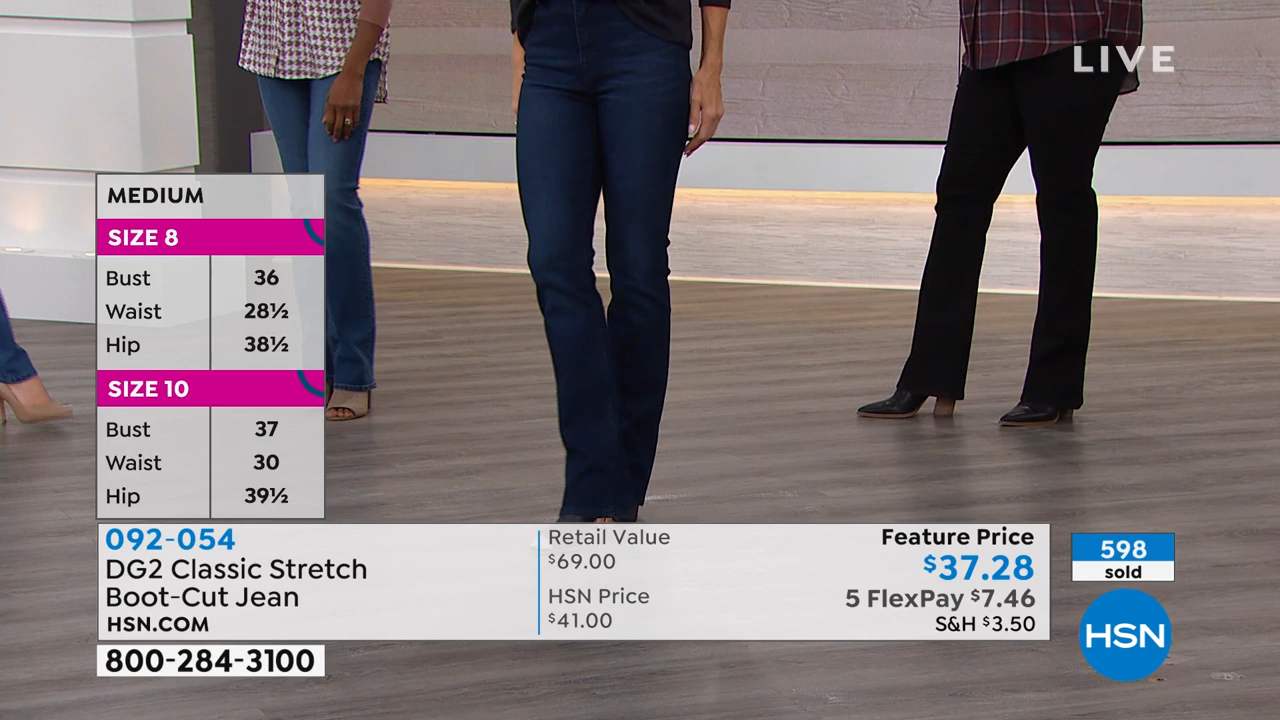 LIVE
MEDIUM
SIZE 8
Bust 36
Waist 28½
Hip 38½
SIZE 10
Bust 37
Waist 30
Hip 39½
092-054
DG2 Classic Stretch
Boot-Cut Jean
HSN.COM
Retail Value
$69.00
HSN Price
$41.00
Feature Price
$37.28
5 FlexPay $7.46
S&H $3.50
598
sold
HSN
800-284-3100